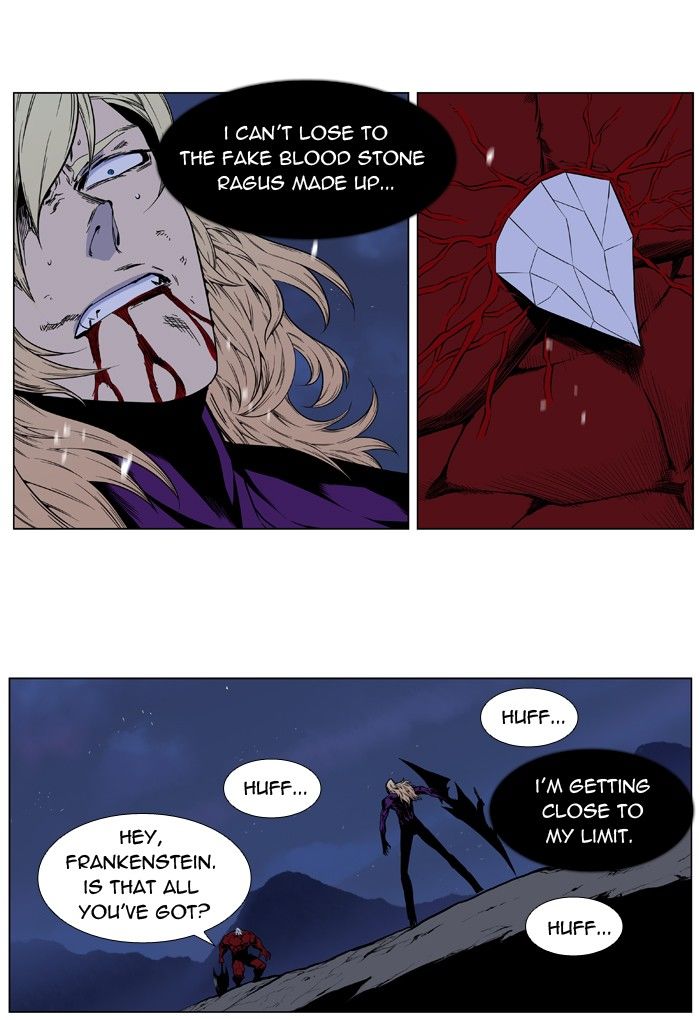 I CAN'T LOSE TO
THE FAKE BLOOD STONE
RAGUS MADE UP...
HUFF...
HUFF...
I'M GETTING
CLOSE TO
MY LIMIT.
HEY,
FRANKENSTEIN.
IS THAT ALL
YOU'VE GOT?
HUFF...